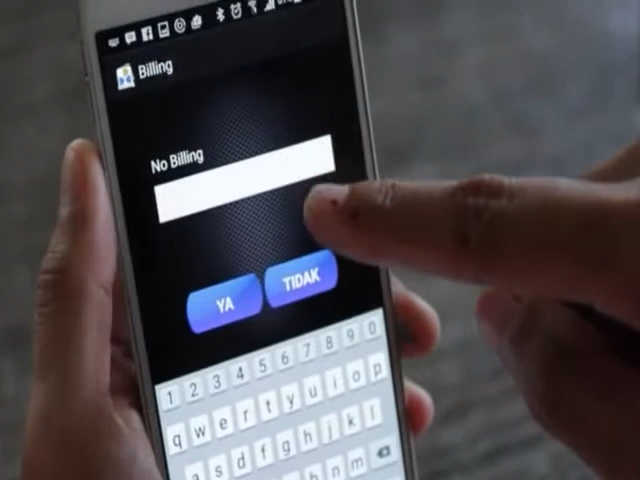 Billing
No Billing
YA
TIDAK
1 2 3 4 5 6 7 8 9 0
q w e r t y u i o p
a s d f g h j k l
b n m